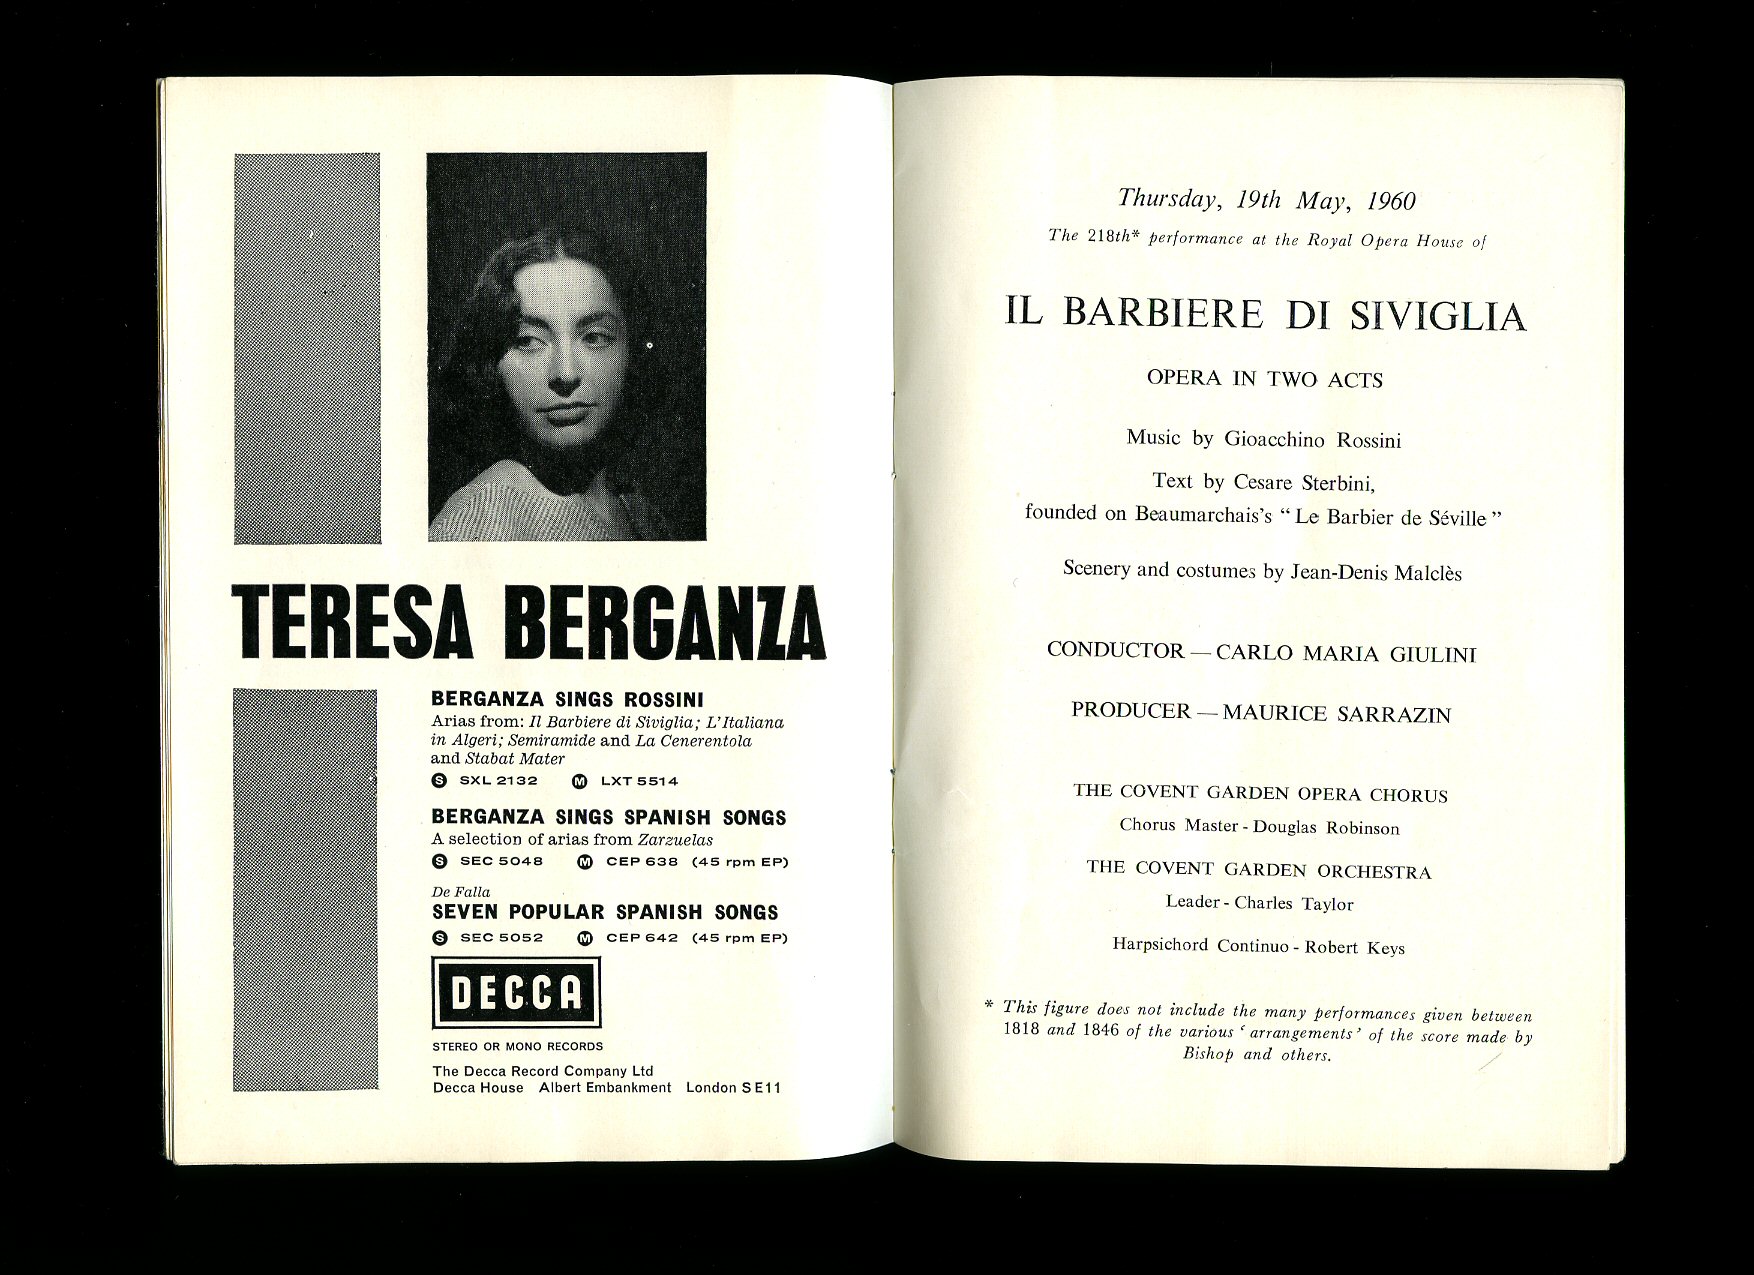 TERESA BERGANZA
BERGANZA SINGS ROSSINI
Arias from: Il Barbiere di Siviglia; L'Italiana
in Algeri; Semiramide and La Cenerentola
and Stabat Mater
S SXL 2132 M LXT 5514
BERGANZA SINGS SPANISH SONGS
A selection of arias from Zarzuelas
S SEC 5048 M CEP 638 (45 rpm EP)
De Falla
SEVEN POPULAR SPANISH SONGS
S SEC 5052 M CEP 642 (45 rpm EP)
DECCA
STEREO OR MONO RECORDS
The Decca Record Company Ltd
Decca House Albert Embankment London S E11
Thursday, 19th May, 1960
The 218th* performance at the Royal Opera House of
IL BARBIERE DI SIVIGLIA
OPERA IN TWO ACTS
Music by Gioacchino Rossini
Text by Cesare Sterbini,
founded on Beaumarchais's “ Le Barbier de Séville ”
Scenery and costumes by Jean-Denis Malclès
CONDUCTOR — CARLO MARIA GIULINI
PRODUCER — MAURICE SARRAZIN
THE COVENT GARDEN OPERA CHORUS
Chorus Master - Douglas Robinson
THE COVENT GARDEN ORCHESTRA
Leader - Charles Taylor
Harpsichord Continuo - Robert Keys
* This figure does not include the many performances given between
1818 and 1846 of the various ‘ arrangements ’ of the score made by
Bishop and others.